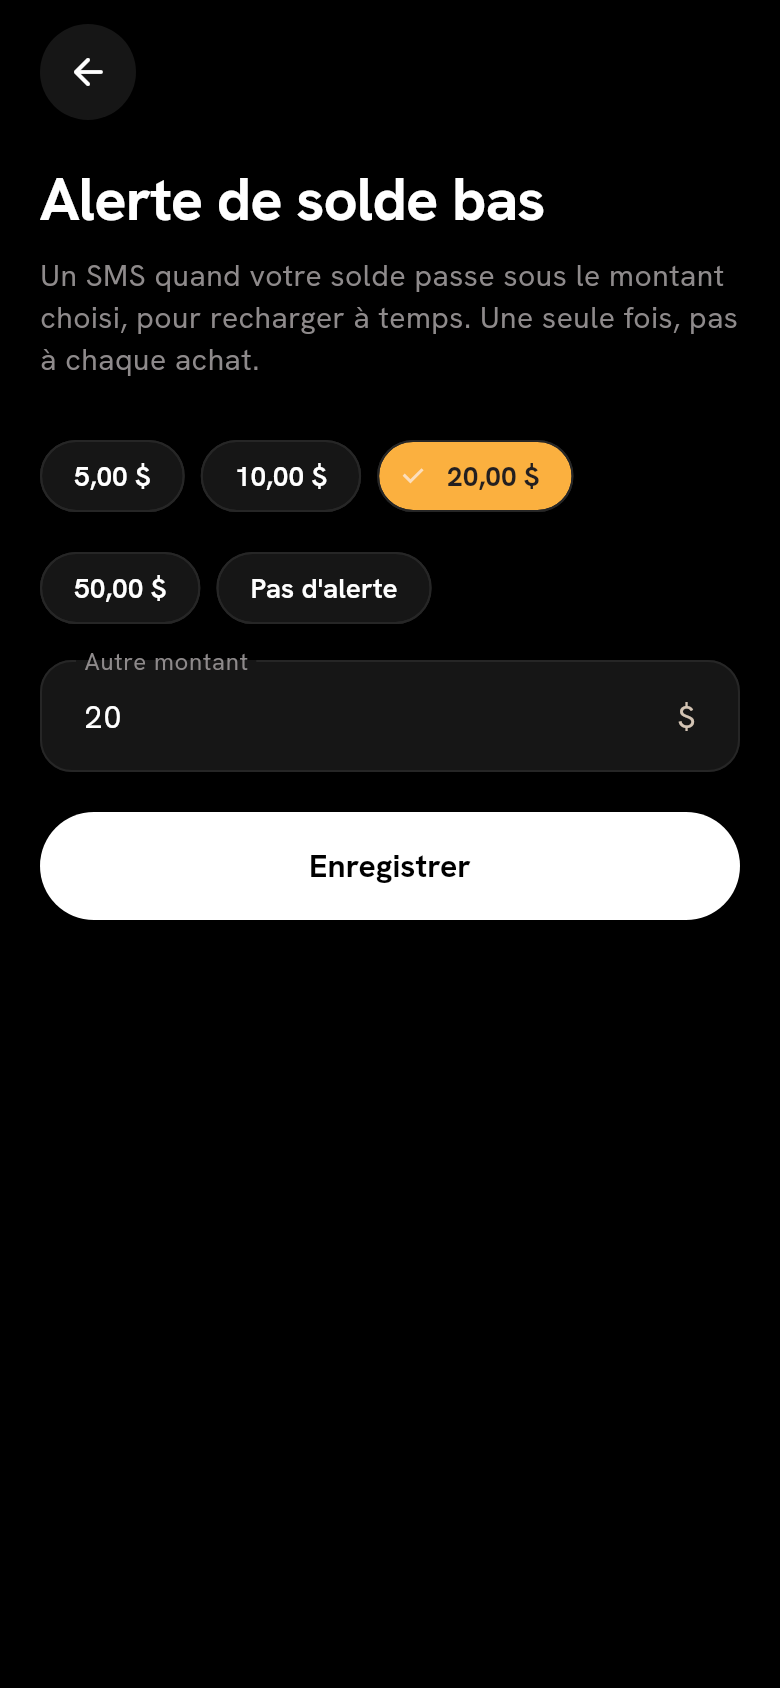 Alerte de solde bas
Un SMS quand votre solde passe sous le montant
choisi, pour recharger à temps. Une seule fois, pas
à chaque achat.
5,00 $ 10,00 $ 20,00 $
50,00 $ Pas d'alerte
Autre montant
20 $
Enregistrer